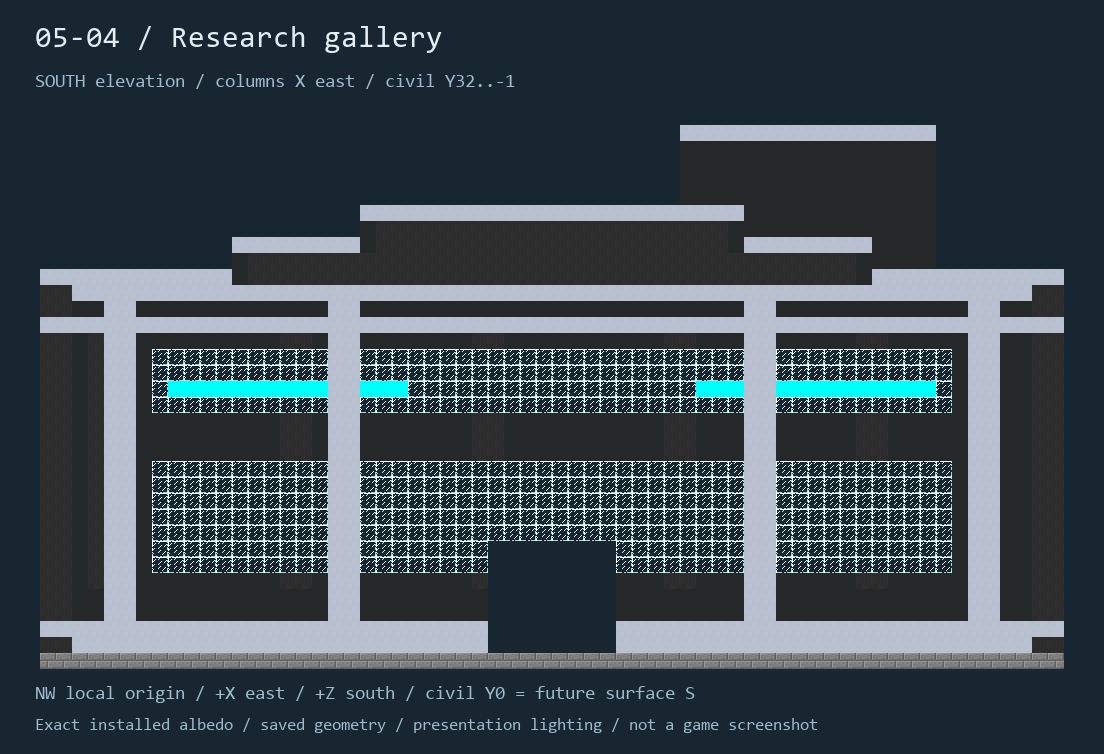 05-04 / Research gallery
SOUTH elevation / columns X east / civil Y32..-1
NW local origin / +X east / +Z south / civil Y0 = future surface S
Exact installed albedo / saved geometry / presentation lighting / not a game screenshot